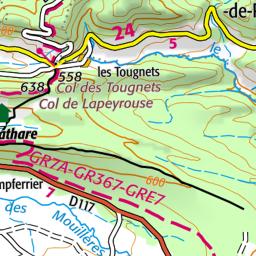 -de-P
24
5
558
les Tougnets
638
Col des Tougnets
Col de Lapeyrouse
athare
GR7A-GR367-GRE7
600
mpferrier
7
D117
des
Mouillères